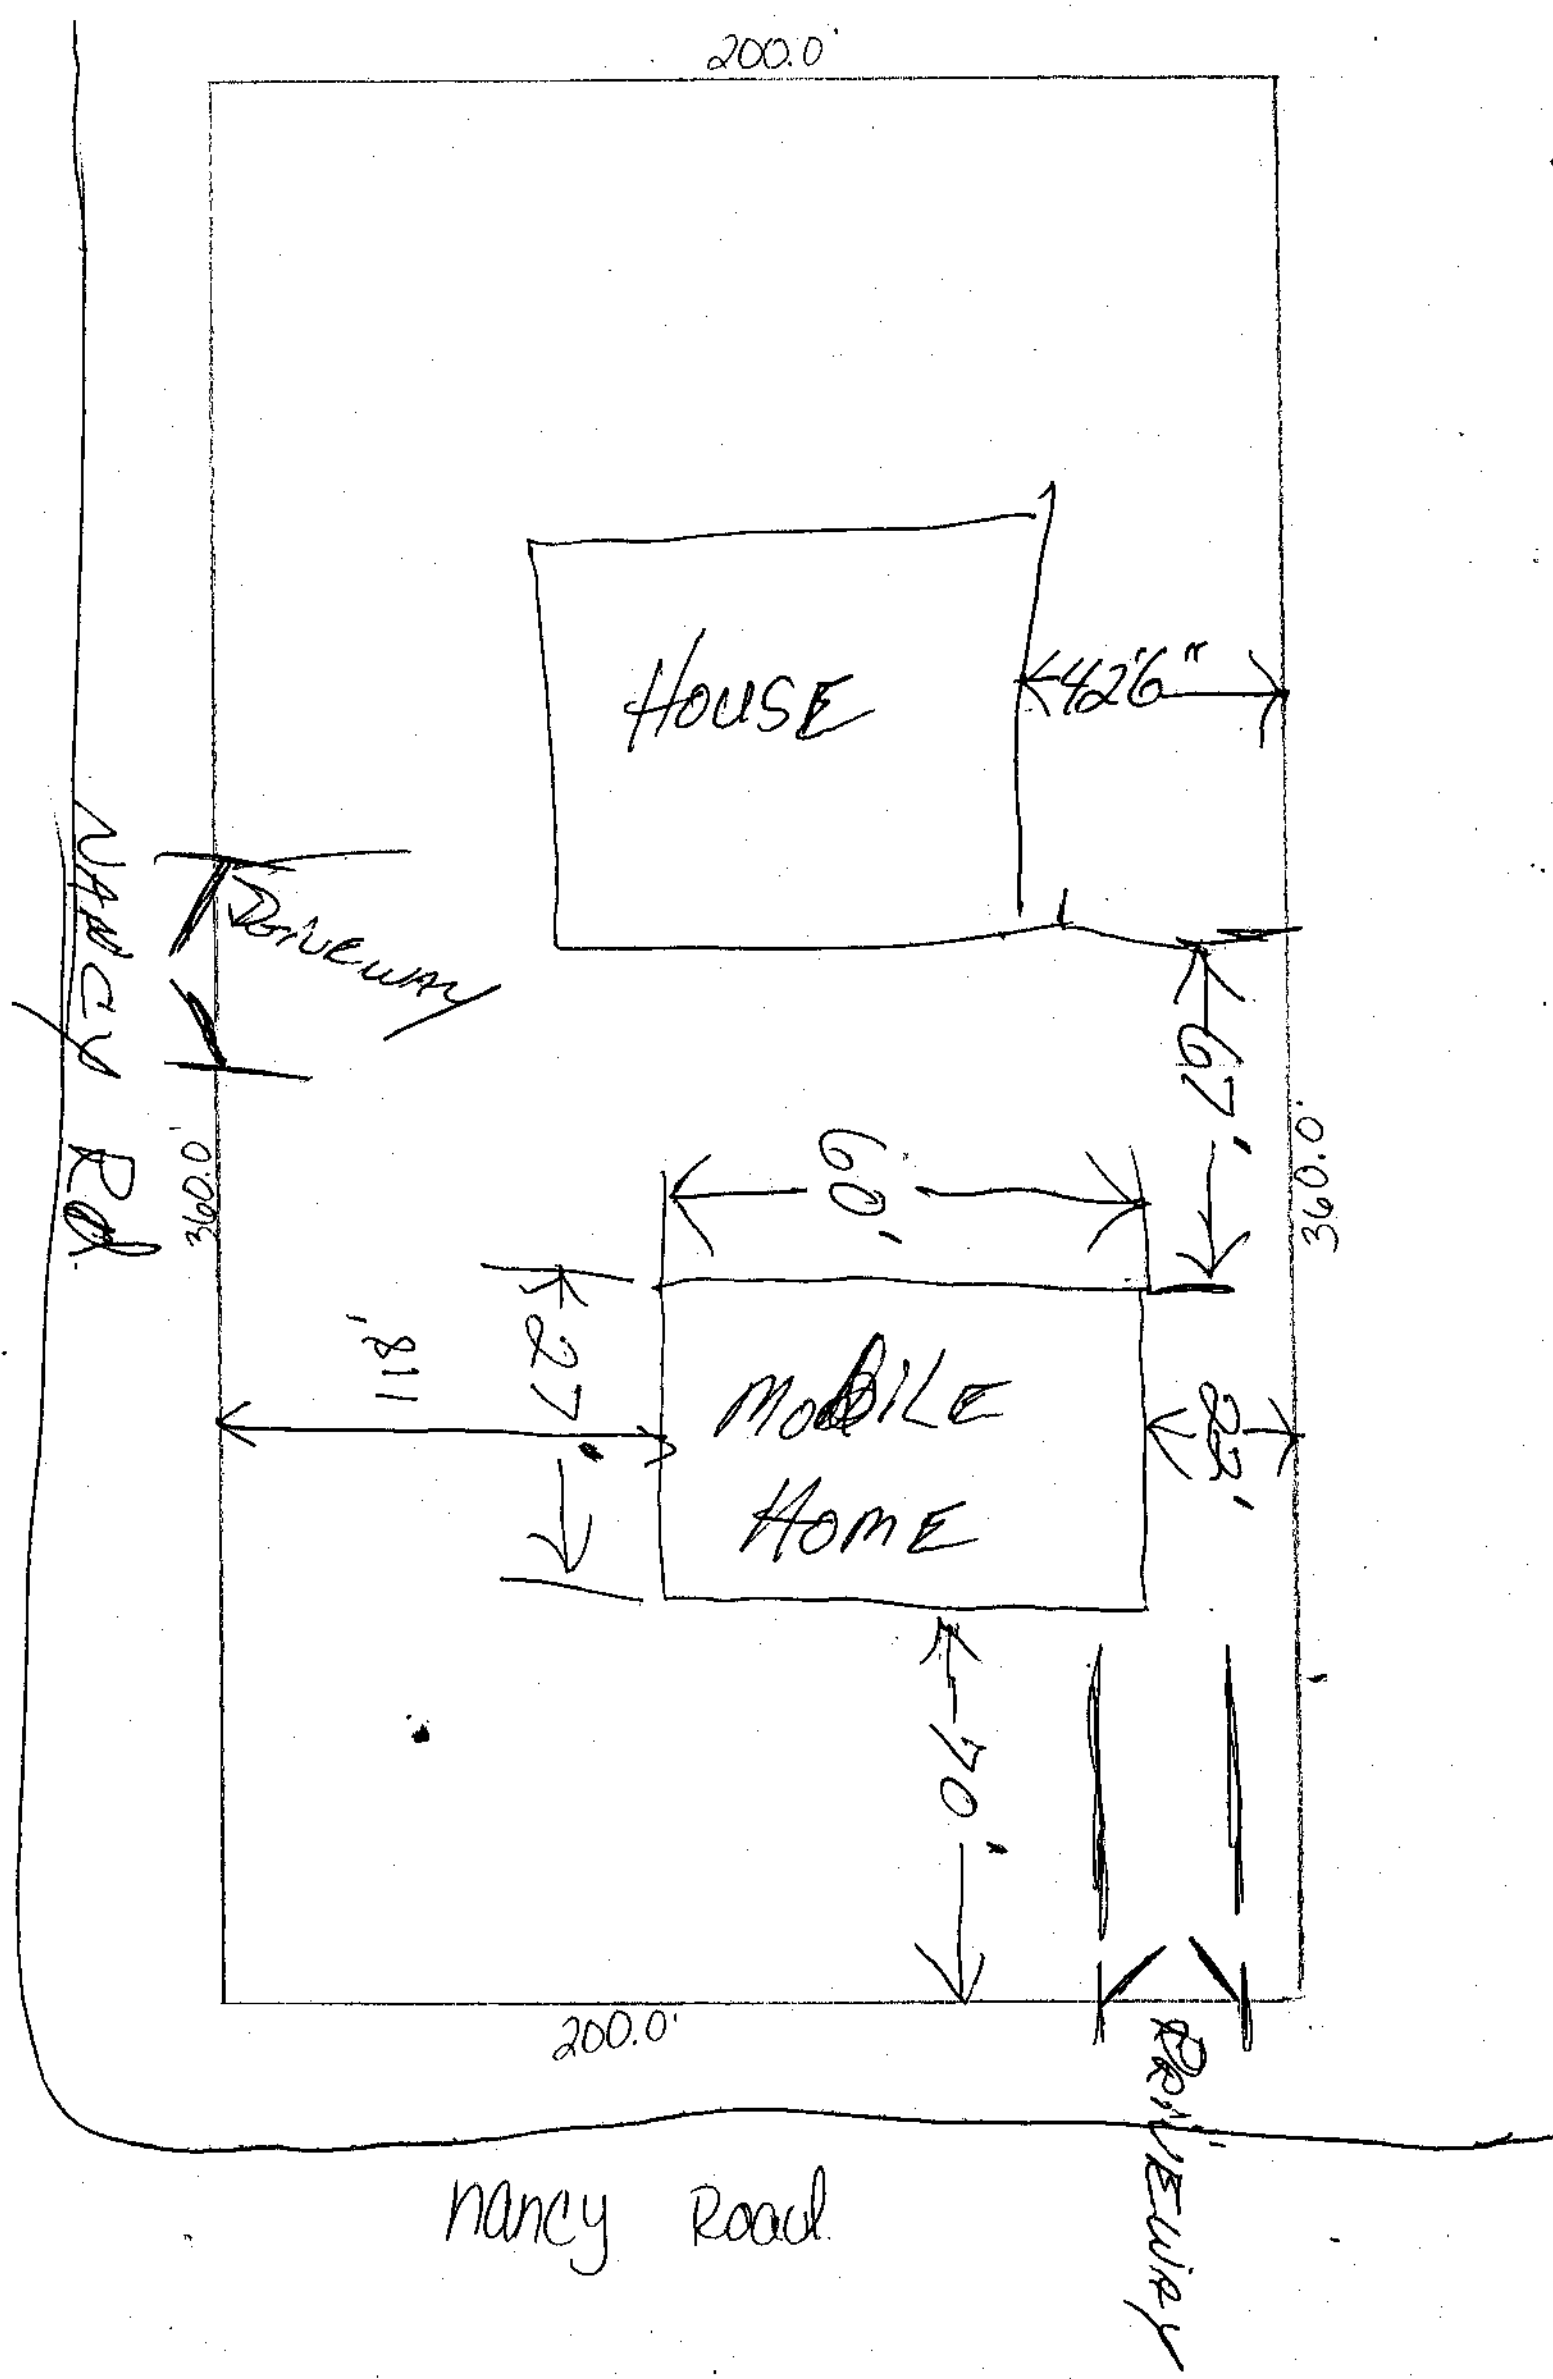 200.0'
HOUSE
42'6"
NANCY Rd.
Driveway
67'
360.0'
360.0'
60'
27'
118'
MOBILE
HOME
22'
70'
200.0'
DRIVEWAY
Nancy Road